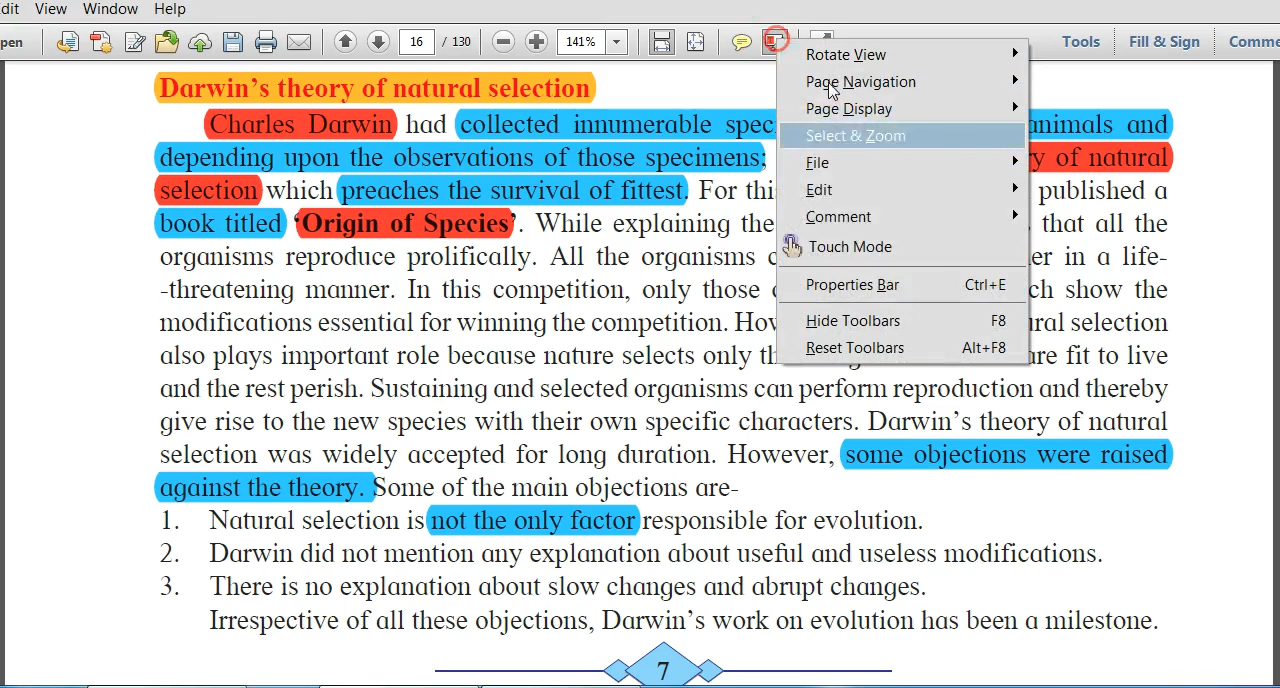 dit View Window Help
pen 16 / 130 141% Tools Fill & Sign Comme
Rotate View
Page Navigation
Page Display
Select & Zoom
File
Edit
Comment
Touch Mode
Properties Bar Ctrl+E
Hide Toolbars F8
Reset Toolbars Alt+F8
Darwin's theory of natural selection
Charles Darwin had collected innumerable spec animals and
depending upon the observations of those specimens; ry of natural
selection which preaches the survival of fittest. For this published a
book titled 'Origin of Species'. While explaining the that all the
organisms reproduce prolifically. All the organisms c er in a life-
-threatening manner. In this competition, only those ch show the
modifications essential for winning the competition. How ural selection
also plays important role because nature selects only th are fit to live
and the rest perish. Sustaining and selected organisms can perform reproduction and thereby
give rise to the new species with their own specific characters. Darwin's theory of natural
selection was widely accepted for long duration. However, some objections were raised
against the theory. Some of the main objections are-
1. Natural selection is not the only factor responsible for evolution.
2. Darwin did not mention any explanation about useful and useless modifications.
3. There is no explanation about slow changes and abrupt changes.
Irrespective of all these objections, Darwin's work on evolution has been a milestone.
7